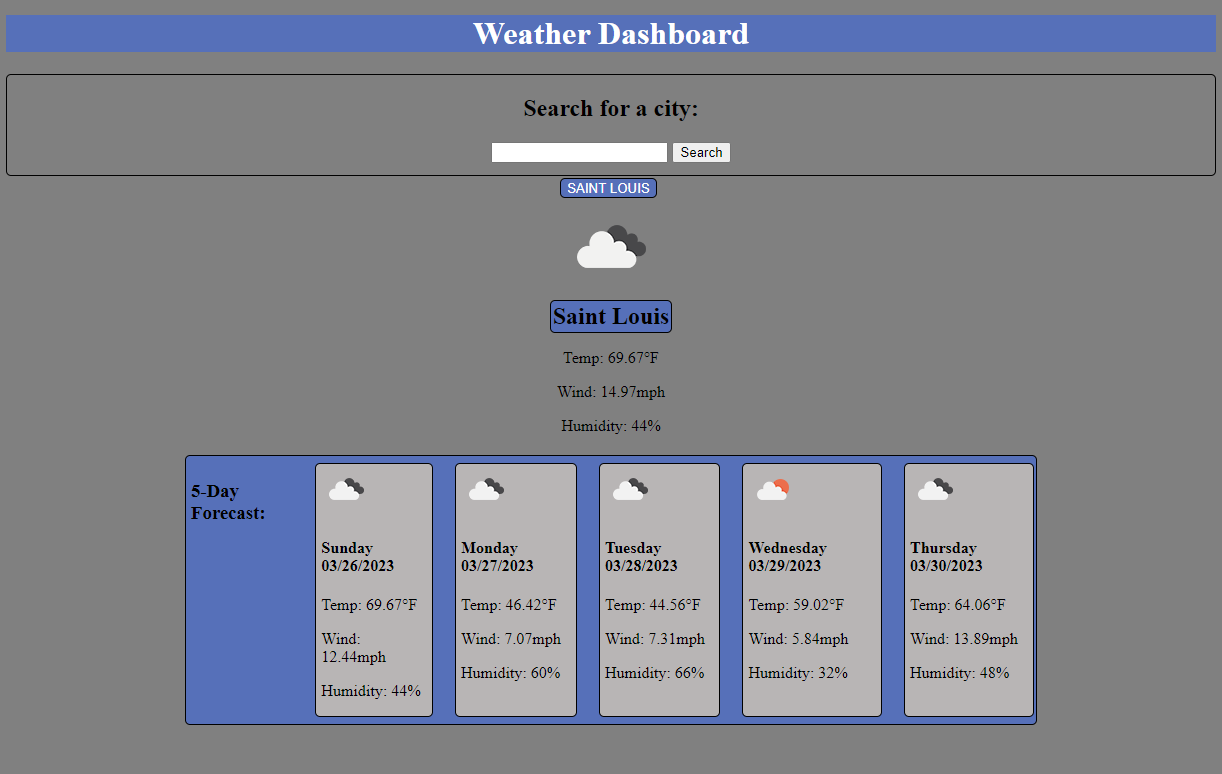 Weather Dashboard
Search for a city:
Search
SAINT LOUIS
Saint Louis
Temp: 69.67°F
Wind: 14.97mph
Humidity: 44%
5-Day
Forecast:
Sunday
03/26/2023
Temp: 69.67°F
Wind:
12.44mph
Humidity: 44%
Monday
03/27/2023
Temp: 46.42°F
Wind: 7.07mph
Humidity: 60%
Tuesday
03/28/2023
Temp: 44.56°F
Wind: 7.31mph
Humidity: 66%
Wednesday
03/29/2023
Temp: 59.02°F
Wind: 5.84mph
Humidity: 32%
Thursday
03/30/2023
Temp: 64.06°F
Wind: 13.89mph
Humidity: 48%